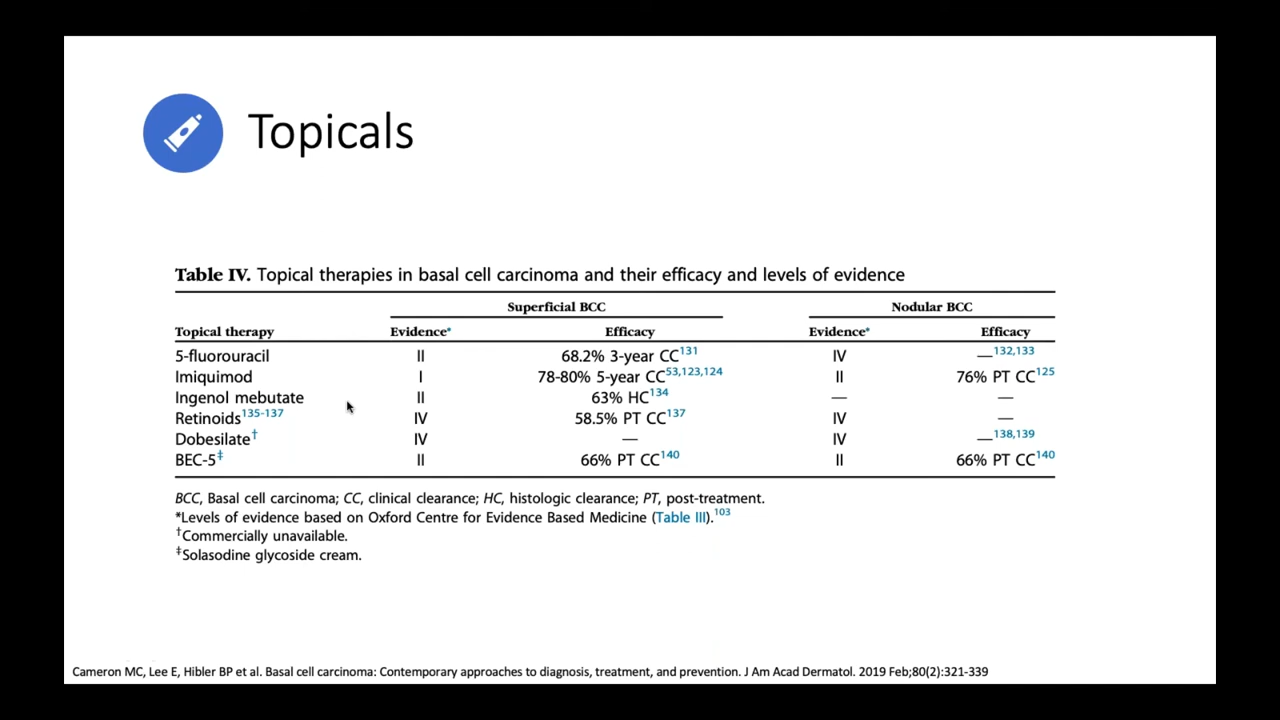 Topicals
Table IV. Topical therapies in basal cell carcinoma and their efficacy and levels of evidence
Superficial BCC Nodular BCC
Topical therapy Evidence* Efficacy Evidence* Efficacy
5-fluorouracil II 68.2% 3-year CC131 IV —132,133
Imiquimod I 78-80% 5-year CC53,123,124 II 76% PT CC125
Ingenol mebutate II 63% HC134 — —
Retinoids135-137 IV 58.5% PT CC137 IV —
Dobesilate† IV — IV —138,139
BEC-5‡ II 66% PT CC140 II 66% PT CC140
BCC, Basal cell carcinoma; CC, clinical clearance; HC, histologic clearance; PT, post-treatment.
*Levels of evidence based on Oxford Centre for Evidence Based Medicine (Table III).103
†Commercially unavailable.
‡Solasodine glycoside cream.
Cameron MC, Lee E, Hibler BP et al. Basal cell carcinoma: Contemporary approaches to diagnosis, treatment, and prevention. J Am Acad Dermatol. 2019 Feb;80(2):321-339